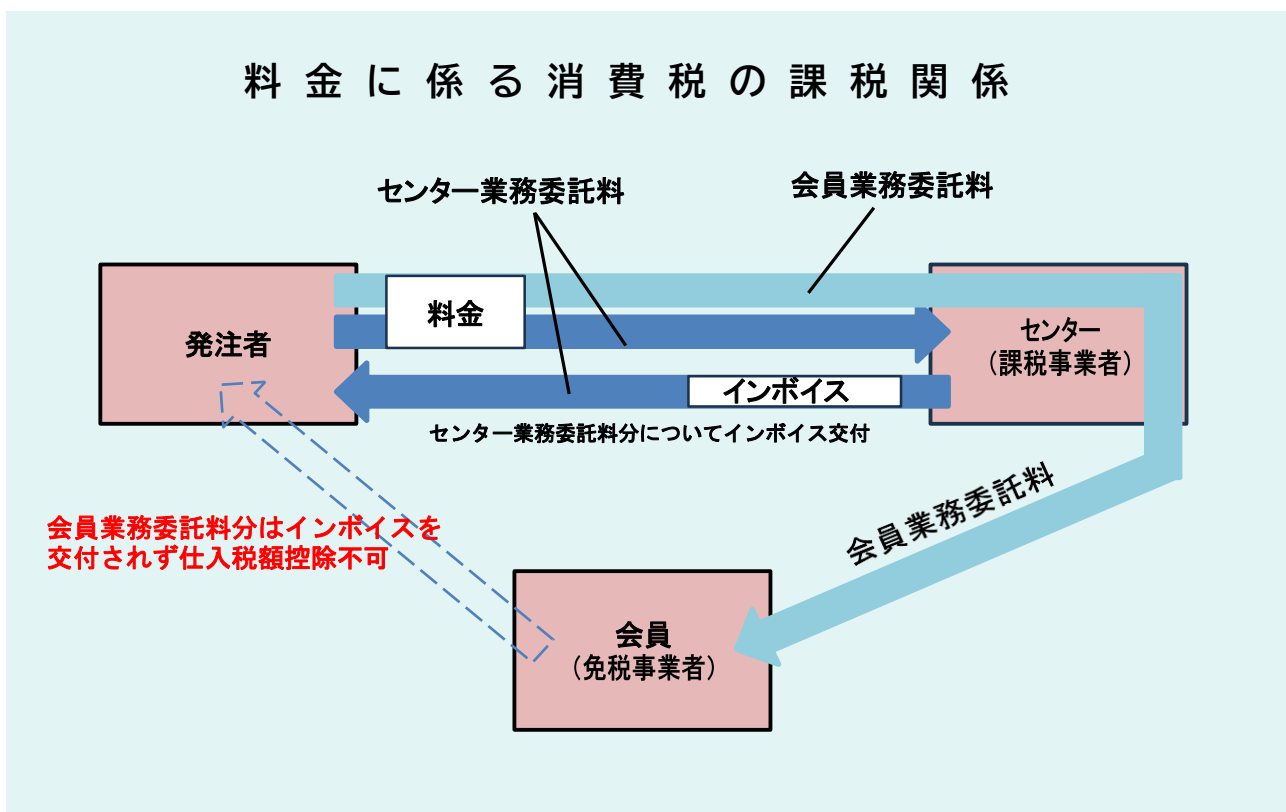 料金に係る消費税の課税関係
センター業務委託料
会員業務委託料
発注者
料金
センター
（課税事業者）
インボイス
センター業務委託料分についてインボイス交付
会員業務委託料
会員業務委託料分はインボイスを
交付されず仕入税額控除不可
会員
（免税事業者）